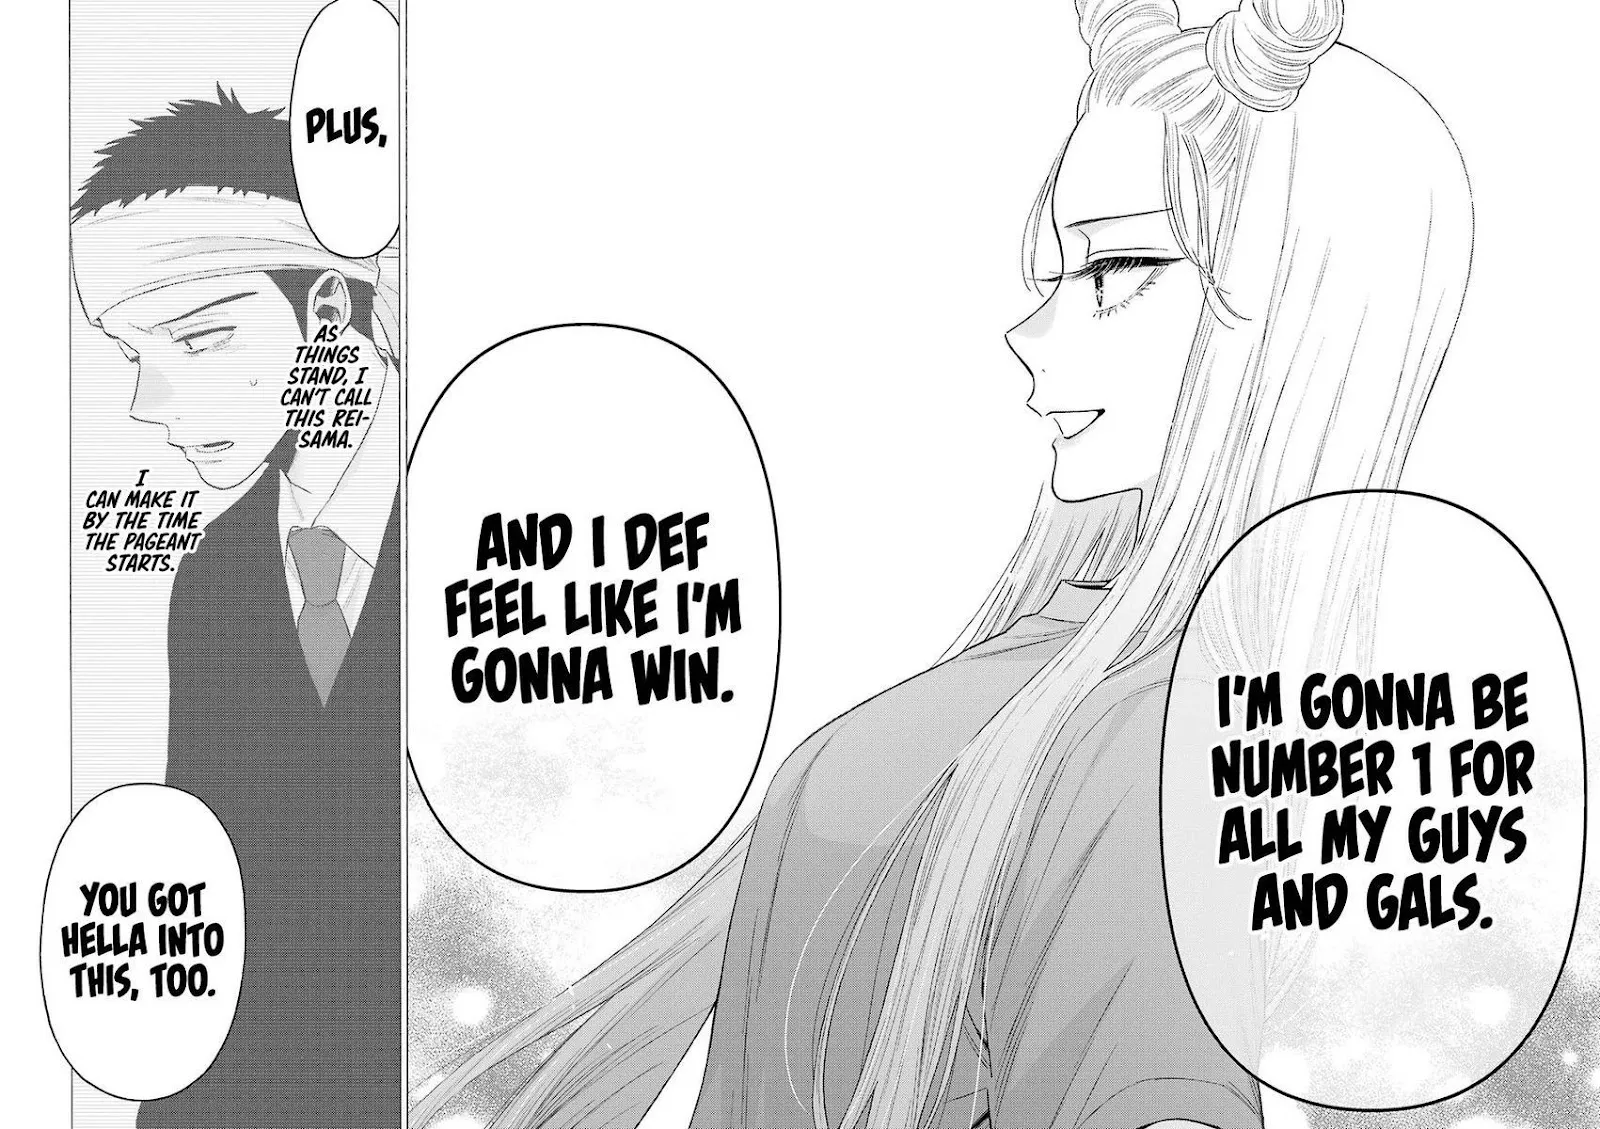 I'M GONNA BE
NUMBER 1 FOR
ALL MY GUYS
AND GALS.
AND I DEF
FEEL LIKE I'M
GONNA WIN.
PLUS,
AS
THINGS
STAND, I
CAN'T CALL
THIS REI-
SAMA.
I
CAN MAKE IT
BY THE TIME
THE PAGEANT
STARTS.
YOU GOT
HELLA INTO
THIS, TOO.